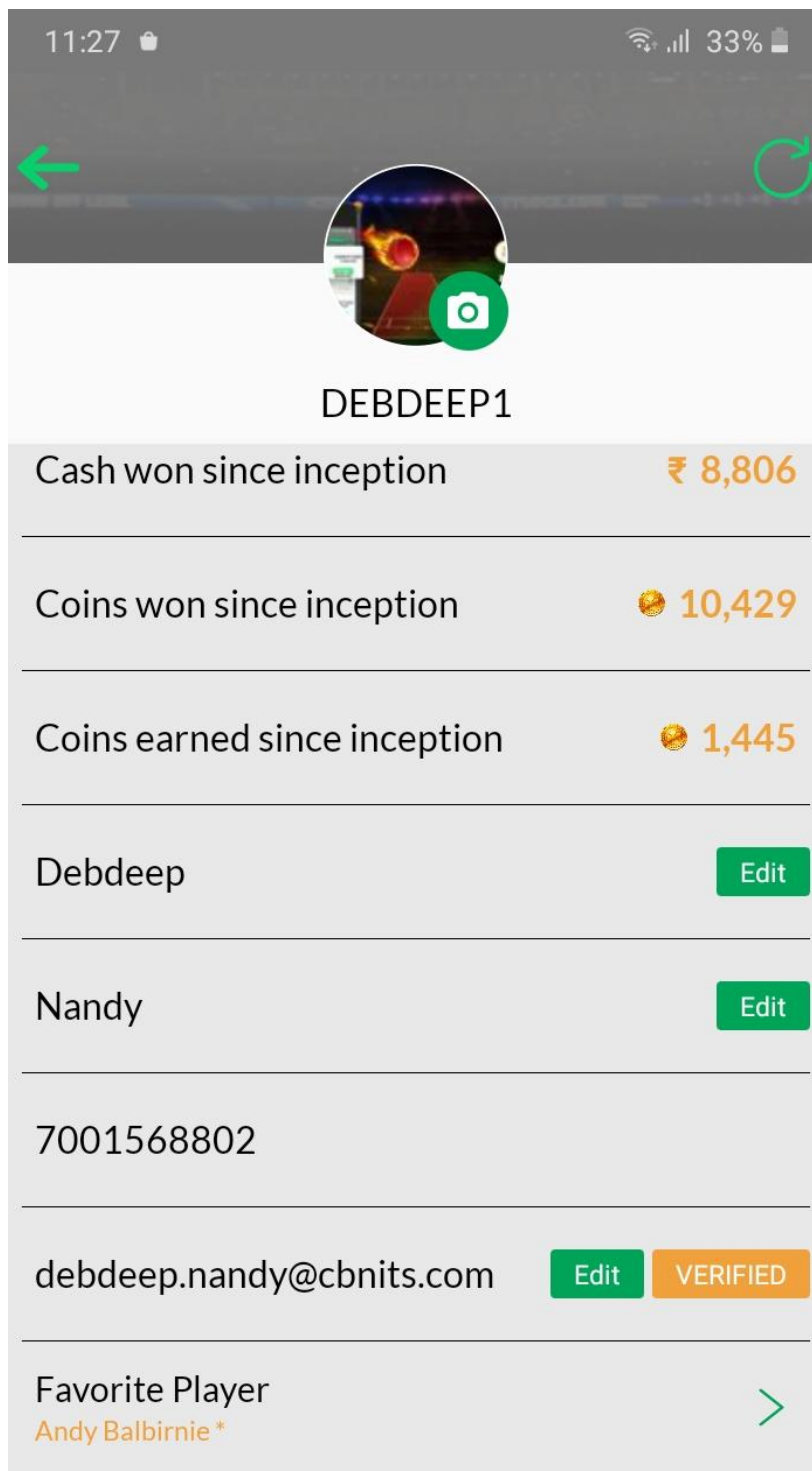 11:27
33%
DEBDEEP1
Cash won since inception ₹ 8,806
Coins won since inception 10,429
Coins earned since inception 1,445
Debdeep Edit
Nandy Edit
7001568802
debdeep.nandy@cbnits.com Edit VERIFIED
Favorite Player
Andy Balbirnie *